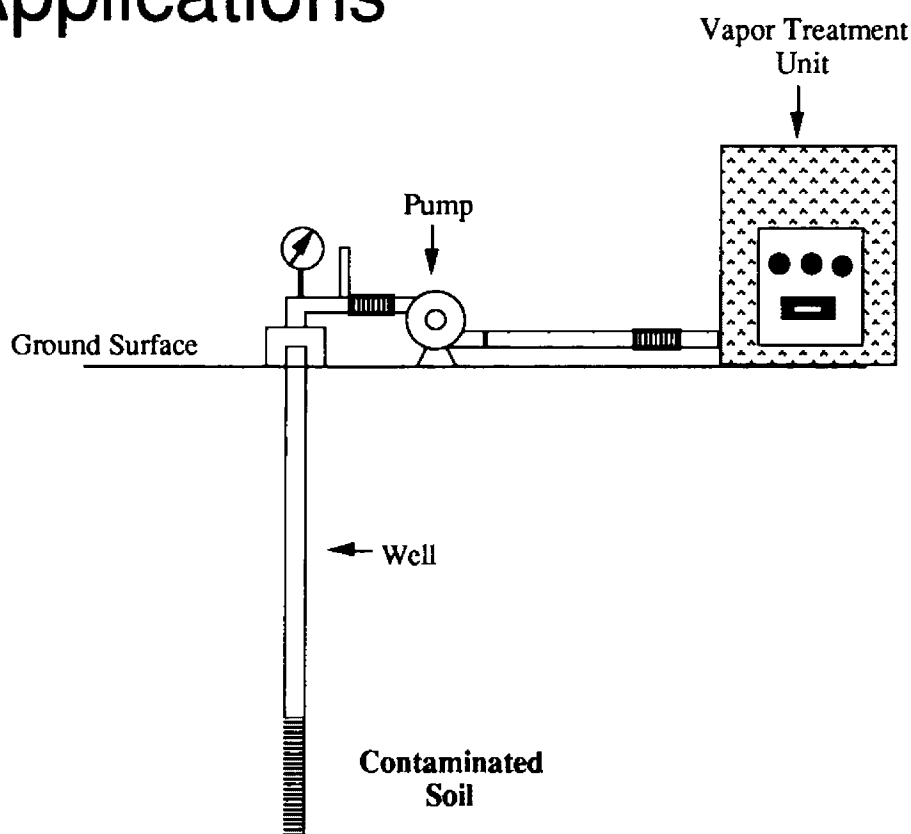 Applications
Vapor Treatment
Unit
Pump
Ground Surface
Well
Contaminated
Soil